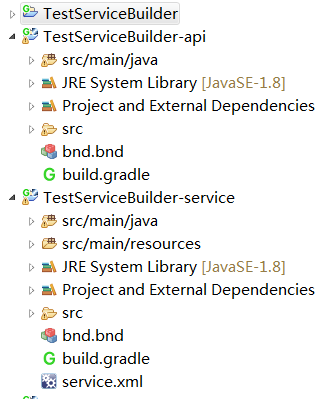 TestServiceBuilder
TestServiceBuilder-api
src/main/java
JRE System Library [JavaSE-1.8]
Project and External Dependencies
src
bnd.bnd
build.gradle
TestServiceBuilder-service
src/main/java
src/main/resources
JRE System Library [JavaSE-1.8]
Project and External Dependencies
src
bnd.bnd
build.gradle
service.xml